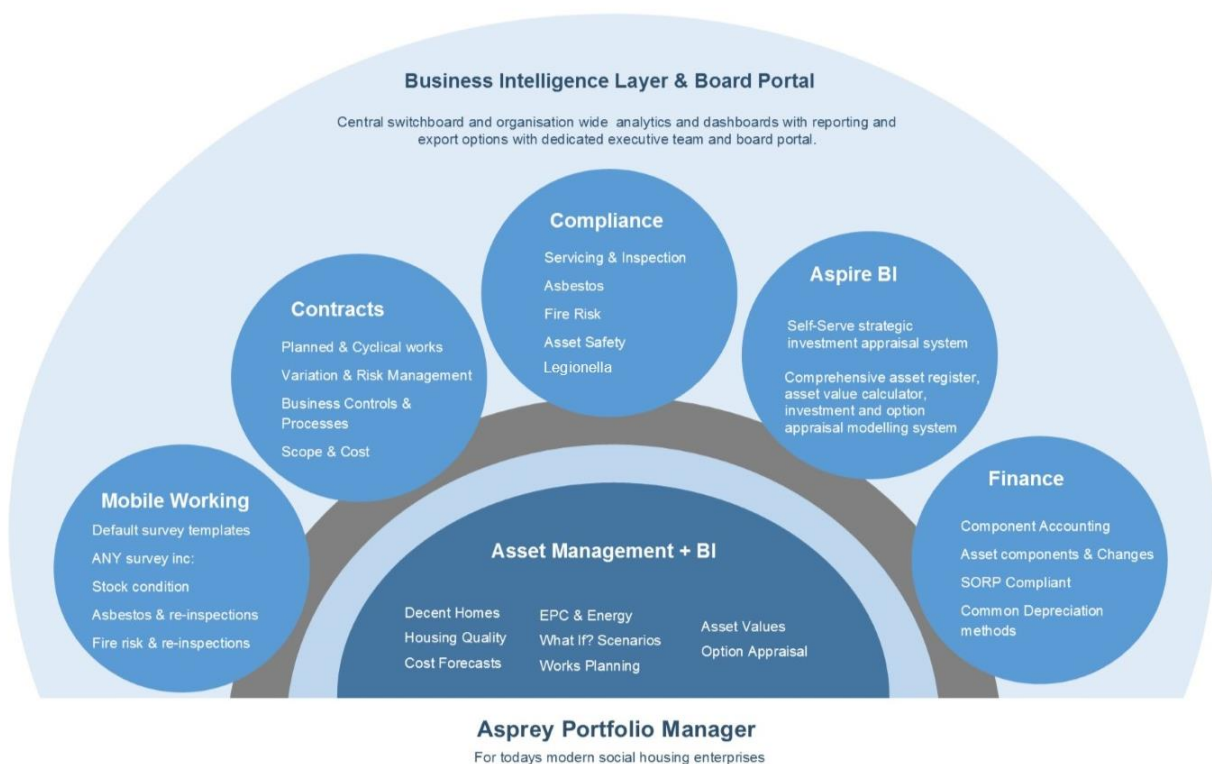 Business Intelligence Layer & Board Portal
Central switchboard and organisation wide analytics and dashboards with reporting and
export options with dedicated executive team and board portal.
Compliance
Servicing & Inspection
Asbestos
Fire Risk
Asset Safety
Legionella
Contracts
Planned & Cyclical works
Variation & Risk Management
Business Controls &
Processes
Scope & Cost
Aspire BI
Self-Serve strategic
investment appraisal system
Comprehensive asset register,
asset value calculator,
investment and option
appraisal modelling system
Mobile Working
Default survey templates
ANY survey inc:
Stock condition
Asbestos & re-inspections
Fire risk & re-inspections
Finance
Component Accounting
Asset components & Changes
SORP Compliant
Common Depreciation
methods
Asset Management + BI
Decent Homes
Housing Quality
Cost Forecasts
EPC & Energy
What If? Scenarios
Works Planning
Asset Values
Option Appraisal
Asprey Portfolio Manager
For todays modern social housing enterprises